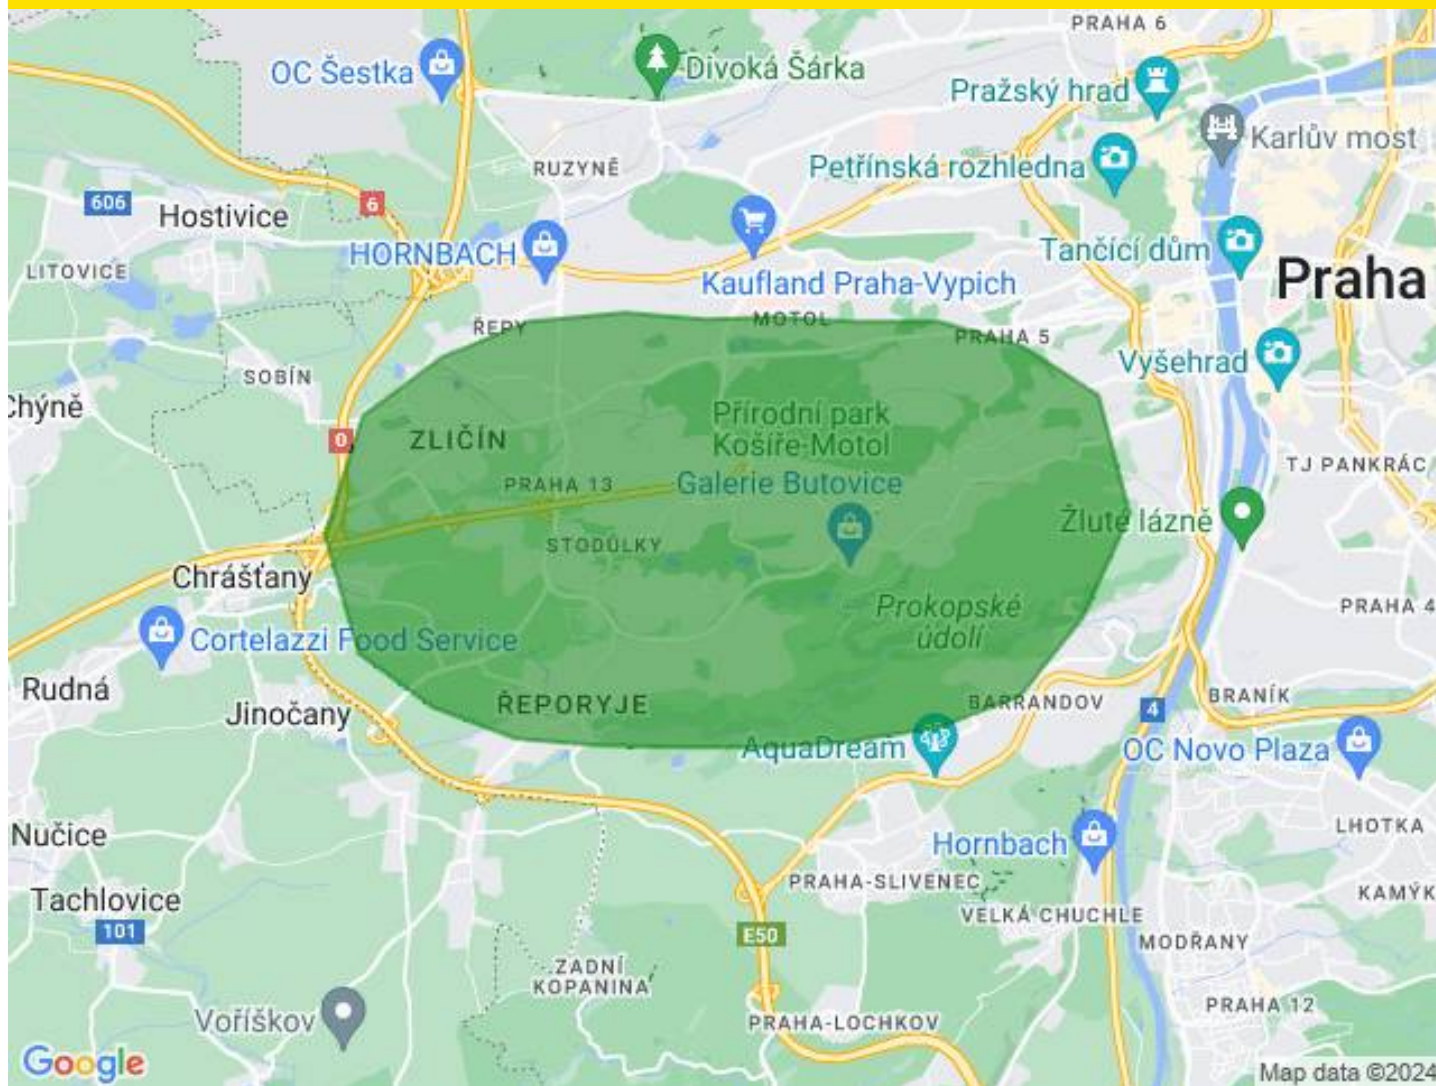 PRAHA 6
OC Šestka
Divoká Šárka
Pražský hrad
Karlův most
RUZYNĚ
Petřínská rozhledna
606
6
Hostivice
HORNBACH
Tančící dům
LITOVICE
Kaufland Praha-Vypich
Praha
ŘEPY
MOTOL
PRAHA 5
Vyšehrad
SOBÍN
Chýně
Přírodní park
Košíře-Motol
0
ZLIČÍN
TJ PANKRÁC
PRAHA 13
Galerie Butovice
Žluté lázně
STODŮLKY
Chrášťany
Prokopské
údolí
PRAHA 4
Cortelazzi Food Service
Rudná
Jinočany
ŘEPORYJE
BARRANDOV
4
BRANÍK
AquaDream
OC Novo Plaza
Nučice
Hornbach
LHOTKA
PRAHA-SLIVENEC
KAMÝK
Tachlovice
101
VELKÁ CHUCHLE
E50
MODŘANY
ZADNÍ
KOPANINA
PRAHA 12
Voříškov
PRAHA-LOCHKOV
Google
Map data ©2024